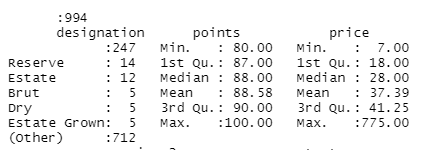 :994
designation points price
:247 Min. : 80.00 Min. : 7.00
Reserve : 14 1st Qu.: 87.00 1st Qu.: 18.00
Estate : 12 Median : 88.00 Median : 28.00
Brut : 5 Mean : 88.58 Mean : 37.39
Dry : 5 3rd Qu.: 90.00 3rd Qu.: 41.25
Estate Grown: 5 Max. :100.00 Max. :775.00
(Other) :712